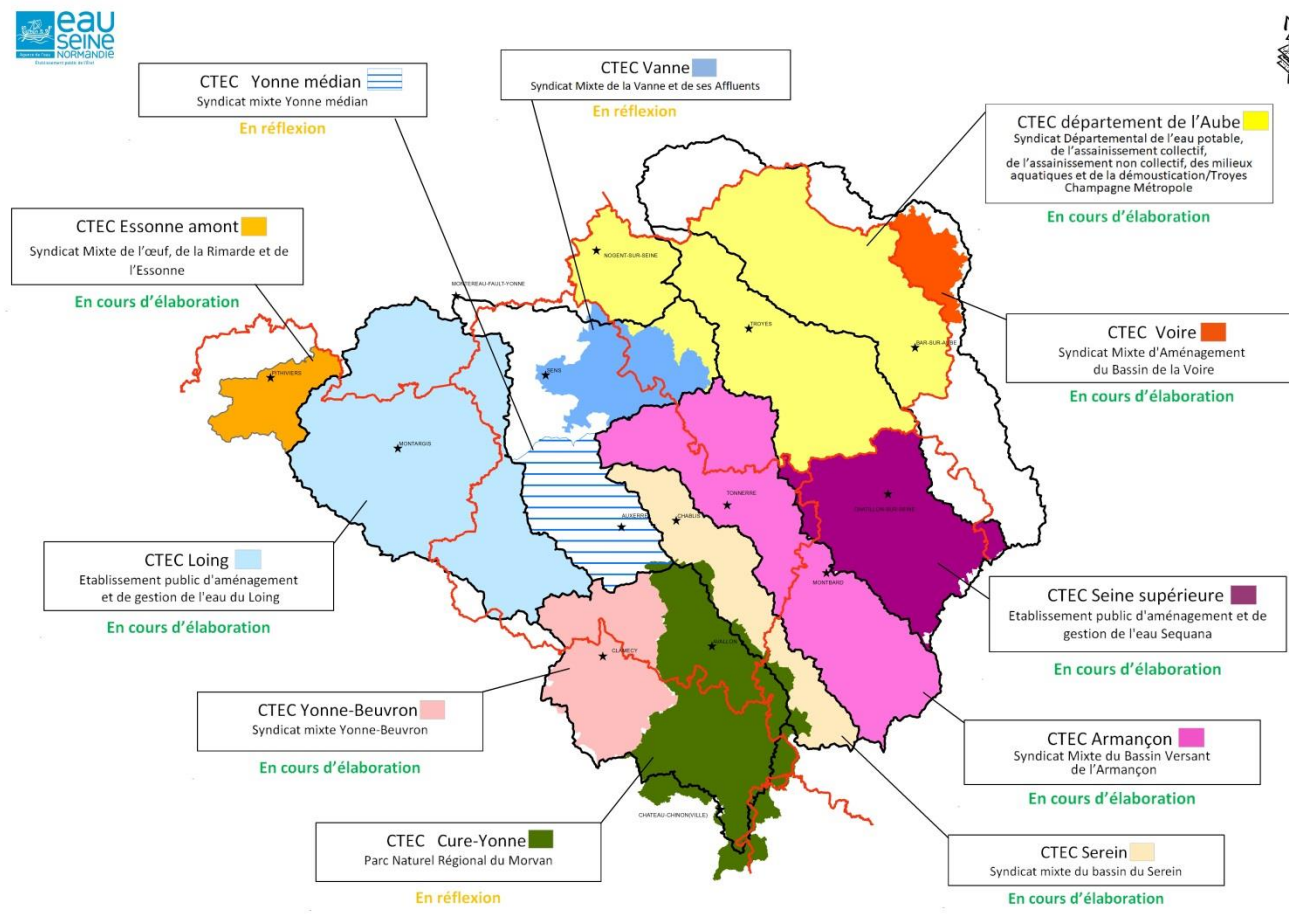 eau
SEINE
NORMANDIE
Etablissement public de l'État
CTEC Yonne médian
Syndicat mixte Yonne médian
En réflexion
CTEC Vanne
Syndicat Mixte de la Vanne et de ses Affluents
En réflexion
CTEC département de l'Aube
Syndicat Départemental de l'eau potable,
de l'assainissement collectif,
de l'assainissement non collectif, des milieux
aquatiques et de la démoustication/Troyes
Champagne Métropole
En cours d'élaboration
CTEC Essonne amont
Syndicat Mixte de l'œuf, de la Rimarde et de
l'Essonne
En cours d'élaboration
NOGENT-SUR-SEINE
MONTEREAU-FAULT-YONNE
TROYES
BAR-SUR-AUBE
CTEC Voire
Syndicat Mixte d'Aménagement
du Bassin de la Voire
En cours d'élaboration
PITHIVIERS
SENS
MONTARGIS
TONNERRE
CHATILLON-SUR-SEINE
AUXERRE
CHABLIS
MONTBARD
CTEC Loing
Etablissement public d'aménagement
et de gestion de l'eau du Loing
En cours d'élaboration
CTEC Seine supérieure
Etablissement public d'aménagement et de
gestion de l'eau Sequana
En cours d'élaboration
CLAMECY
AVALLON
CTEC Yonne-Beuvron
Syndicat mixte Yonne-Beuvron
En cours d'élaboration
CTEC Armançon
Syndicat Mixte du Bassin Versant
de l'Armançon
En cours d'élaboration
CHATEAU-CHINON(VILLE)
CTEC Cure-Yonne
Parc Naturel Régional du Morvan
En réflexion
CTEC Serein
Syndicat mixte du bassin du Serein
En cours d'élaboration